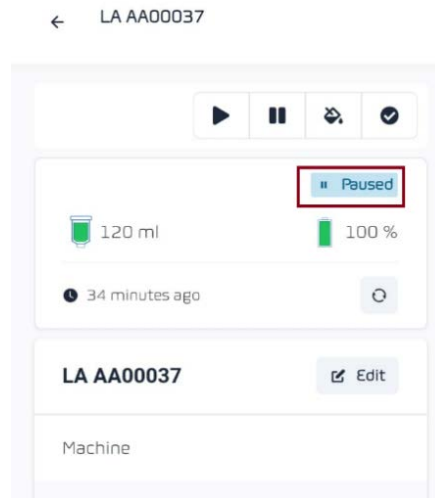 LA AA00037
Paused
120 ml
100 %
34 minutes ago
LA AA00037
Edit
Machine